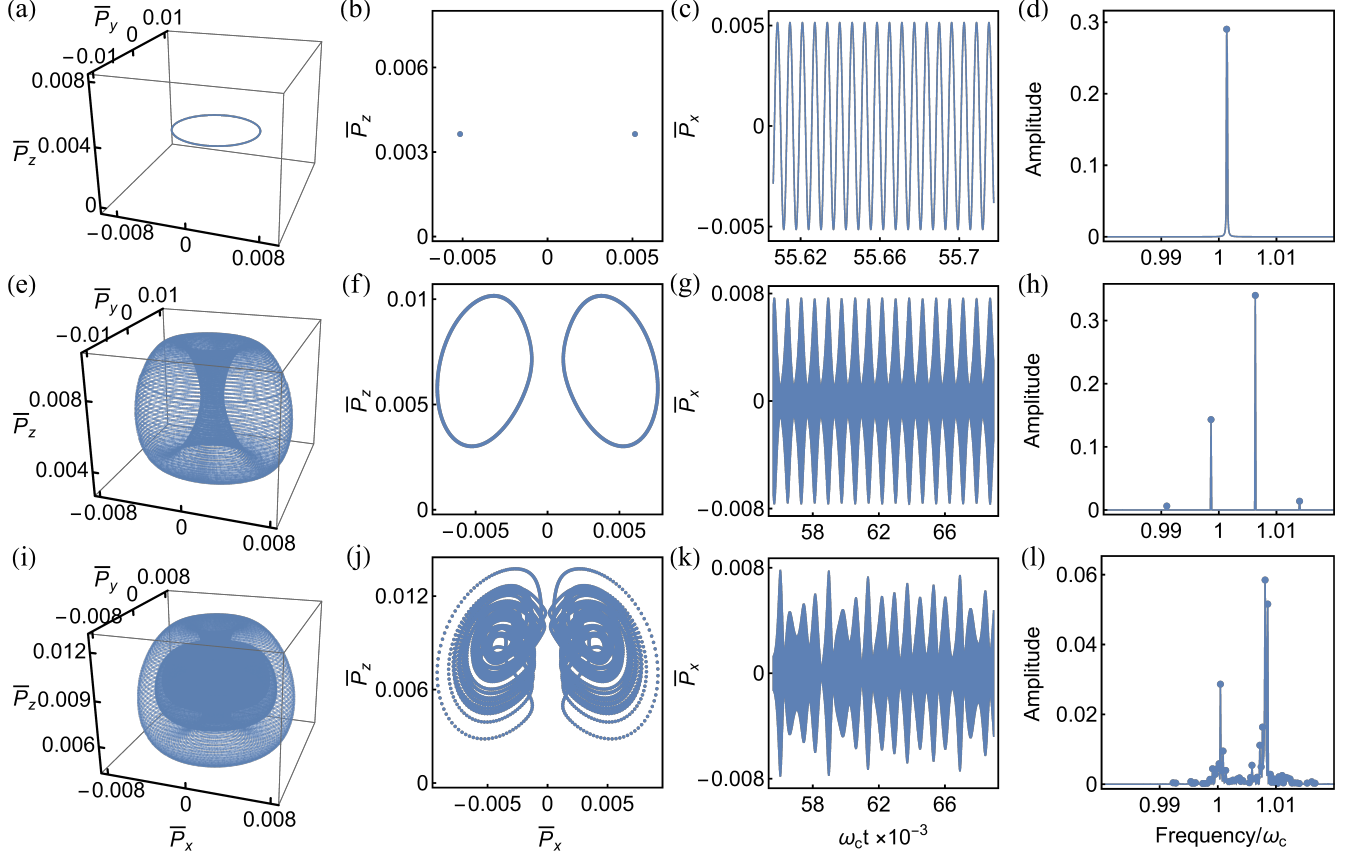 (a)
P̅y
−0.01
0
0.01
0.008
P̅z
0.004
0
−0.008
0
0.008
(b)
P̅z
0.006
0.003
0
−0.005
0
0.005
(c)
P̅x
0.005
0
−0.005
55.62
55.66
55.7
(d)
Amplitude
0.3
0.2
0.1
0.
0.99
1
1.01
(e)
P̅y
−0.01
0
0.01
P̅z
0.008
0.004
−0.008
0
0.008
(f)
P̅z
0.01
0.005
0
−0.005
0
0.005
(g)
P̅x
0.008
0
−0.008
58
62
66
(h)
Amplitude
0.3
0.2
0.1
0.
0.99
1
1.01
(i)
P̅y
−0.008
0
0.008
0.012
P̅z
0.009
0.006
−0.008
0
0.008
P̅x
(j)
P̅z
0.012
0.006
0
−0.005
0
0.005
P̅x
(k)
P̅x
0.008
0
−0.008
58
62
66
ωct ×10−3
(l)
Amplitude
0.06
0.04
0.02
0.00
0.99
1
1.01
Frequency/ωc